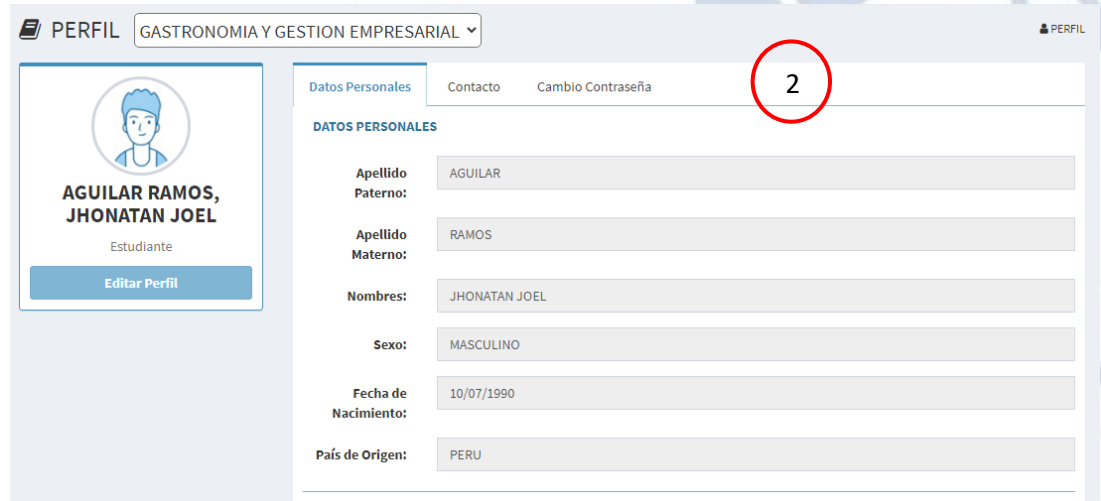 PERFIL GASTRONOMIA Y GESTION EMPRESARIAL PERFIL
AGUILAR RAMOS,
JHONATAN JOEL
Estudiante
Editar Perfil
Datos Personales Contacto Cambio Contraseña 2
DATOS PERSONALES
Apellido Paterno: AGUILAR
Apellido Materno: RAMOS
Nombres: JHONATAN JOEL
Sexo: MASCULINO
Fecha de Nacimiento: 10/07/1990
País de Origen: PERU